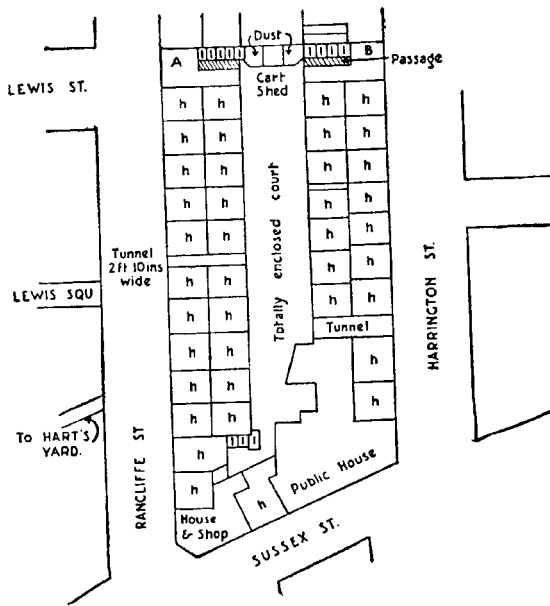 Dust
A I I I I I I I I I B
Passage
Cart
Shed
LEWIS ST.
h h h h
h h h h
h h h h
h h h h
h h h h
h h
h h
Tunnel
2ft 10ins
wide
Totally enclosed court
LEWIS SQU
HARRINGTON ST.
h h
h h
h h
h h
h h
Tunnel
h
h
To HART'S
YARD.
RANCLIFFE ST
I I I
h
h
h
Public House
House
& Shop
SUSSEX ST.